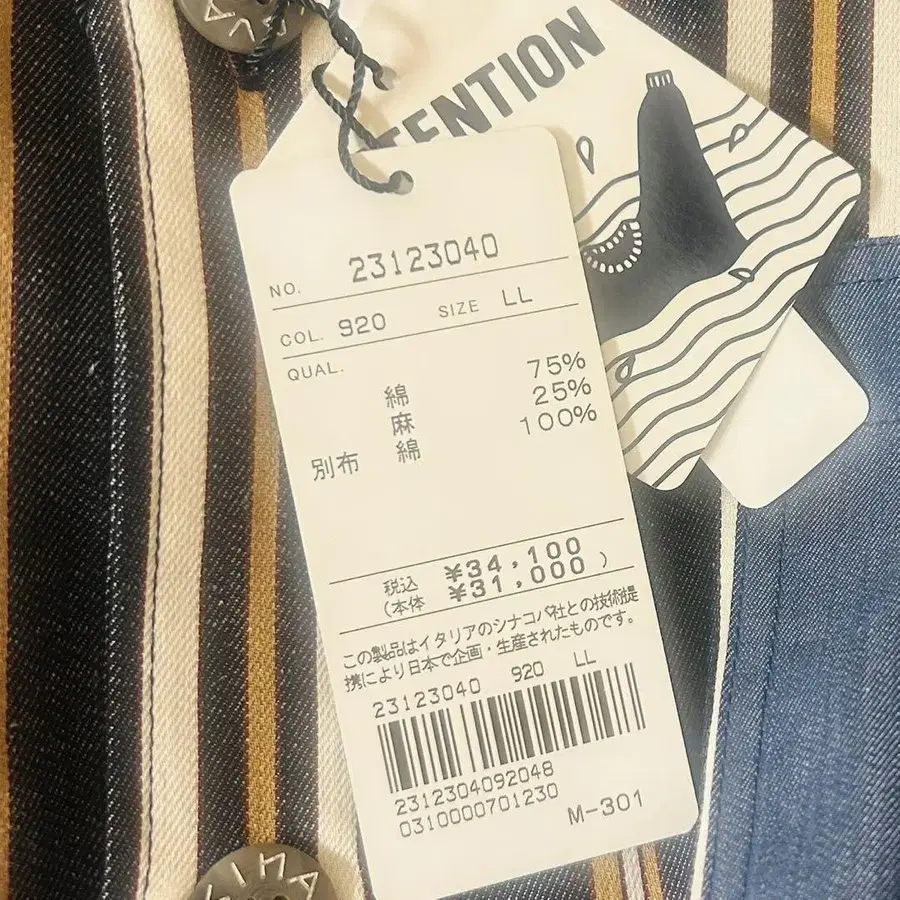 TENTION
NO. 23123040
COL. 920 SIZE LL
QUAL.
綿 75%
麻 25%
別布 綿 100%
税込 ¥34,100
(本体 ¥31,000 )
この製品はイタリアのシナコバ社との技術提
携により日本で企画・生産されたものです。
23123040 920 LL
2312304092048
0310000701230
M-301